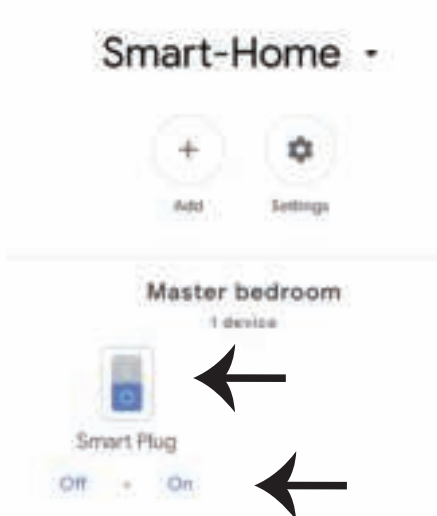 Smart-Home
Add Settings
Master bedroom
1 device
Smart Plug
Off • On